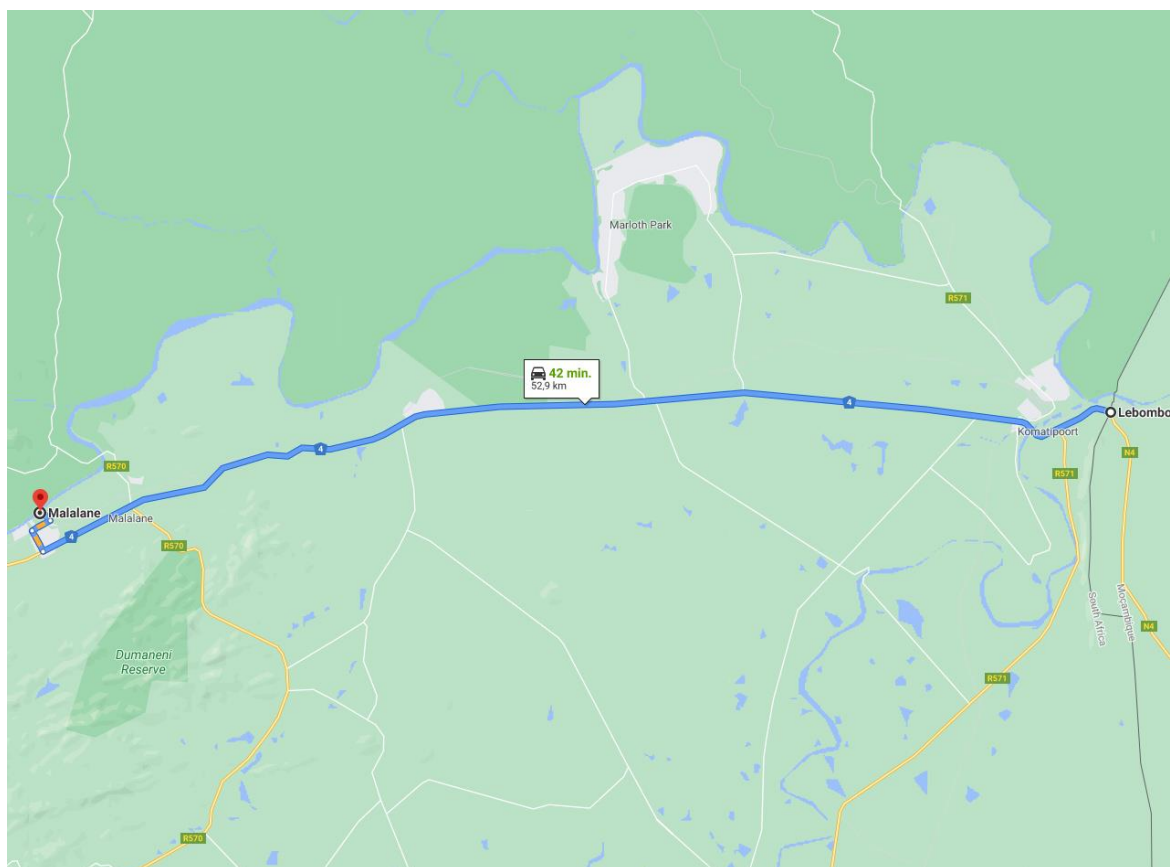 Marloth Park
R571
42 min.
52,9 km
4
Lebombo
Komatipoort
N4
4
R570
R571
Malalane
Malalane
4
R570
South Africa
Moçambique
N4
Dumaneni
Reserve
R571
R570